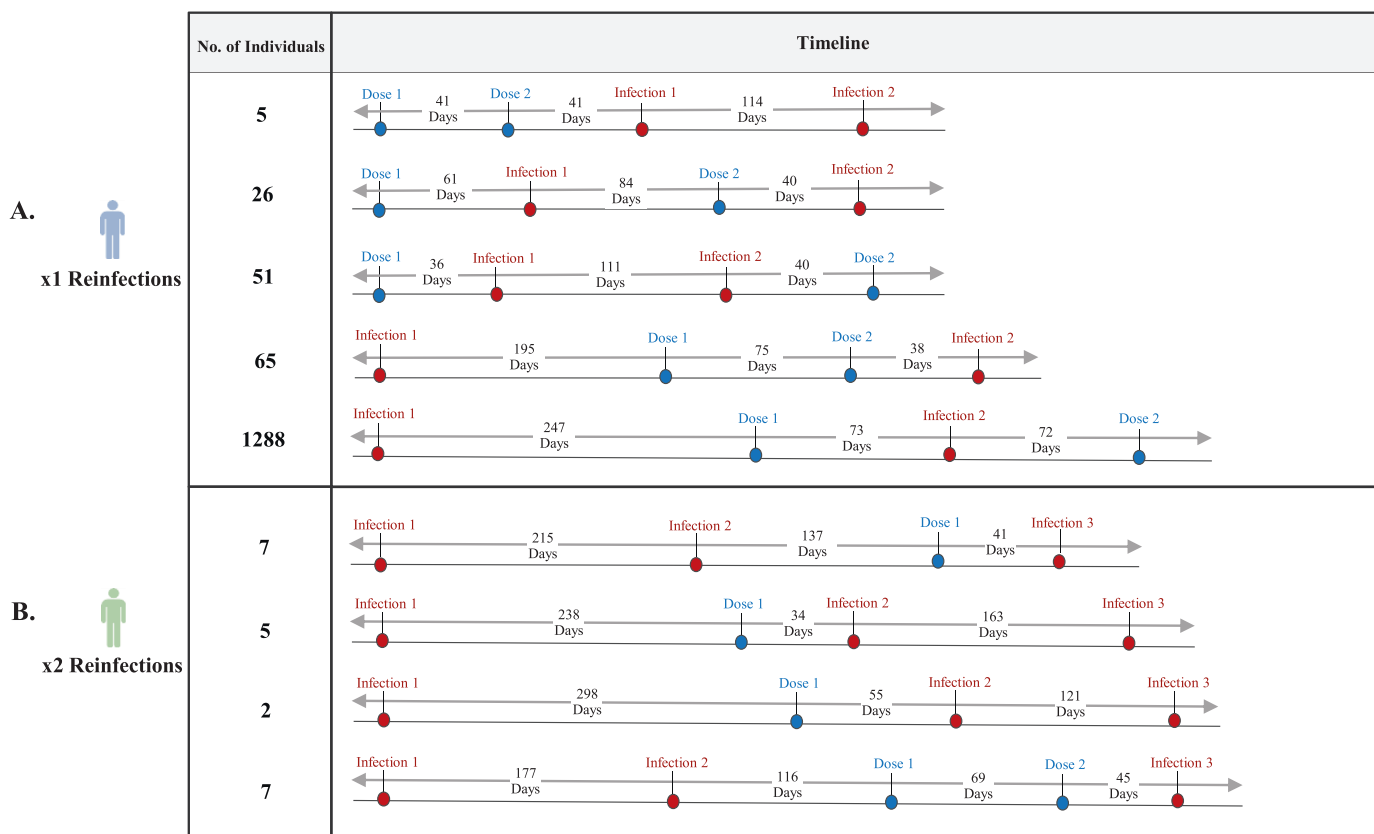 No. of Individuals Timeline
A.
x1 Reinfections
5
Dose 1 41 Days Dose 2 41 Days Infection 1 114 Days Infection 2
26
Dose 1 61 Days Infection 1 84 Days Dose 2 40 Days Infection 2
51
Dose 1 36 Days Infection 1 111 Days Infection 2 40 Days Dose 2
65
Infection 1 195 Days Dose 1 75 Days Dose 2 38 Days Infection 2
1288
Infection 1 247 Days Dose 1 73 Days Infection 2 72 Days Dose 2
B.
x2 Reinfections
7
Infection 1 215 Days Infection 2 137 Days Dose 1 41 Days Infection 3
5
Infection 1 238 Days Dose 1 34 Days Infection 2 163 Days Infection 3
2
Infection 1 298 Days Dose 1 55 Days Infection 2 121 Days Infection 3
7
Infection 1 177 Days Infection 2 116 Days Dose 1 69 Days Dose 2 45 Days Infection 3